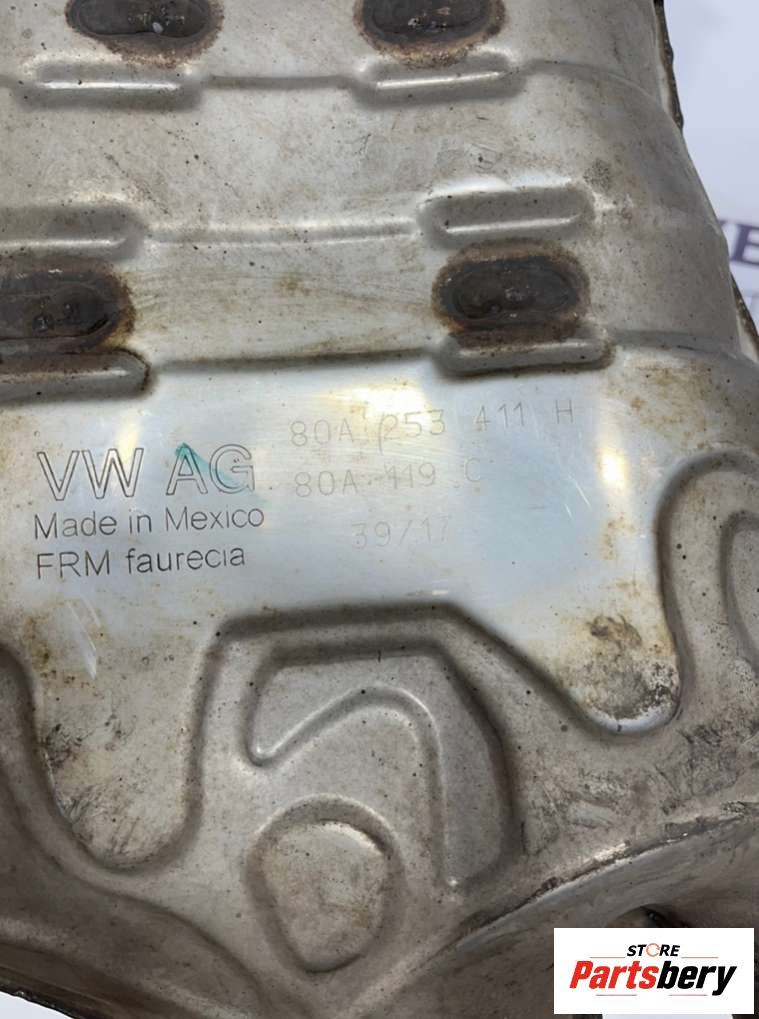 80A 253 411 H
VW AG 80A 119 C
Made in Mexico 39/17
FRM faurecia
STORE
Partsbery